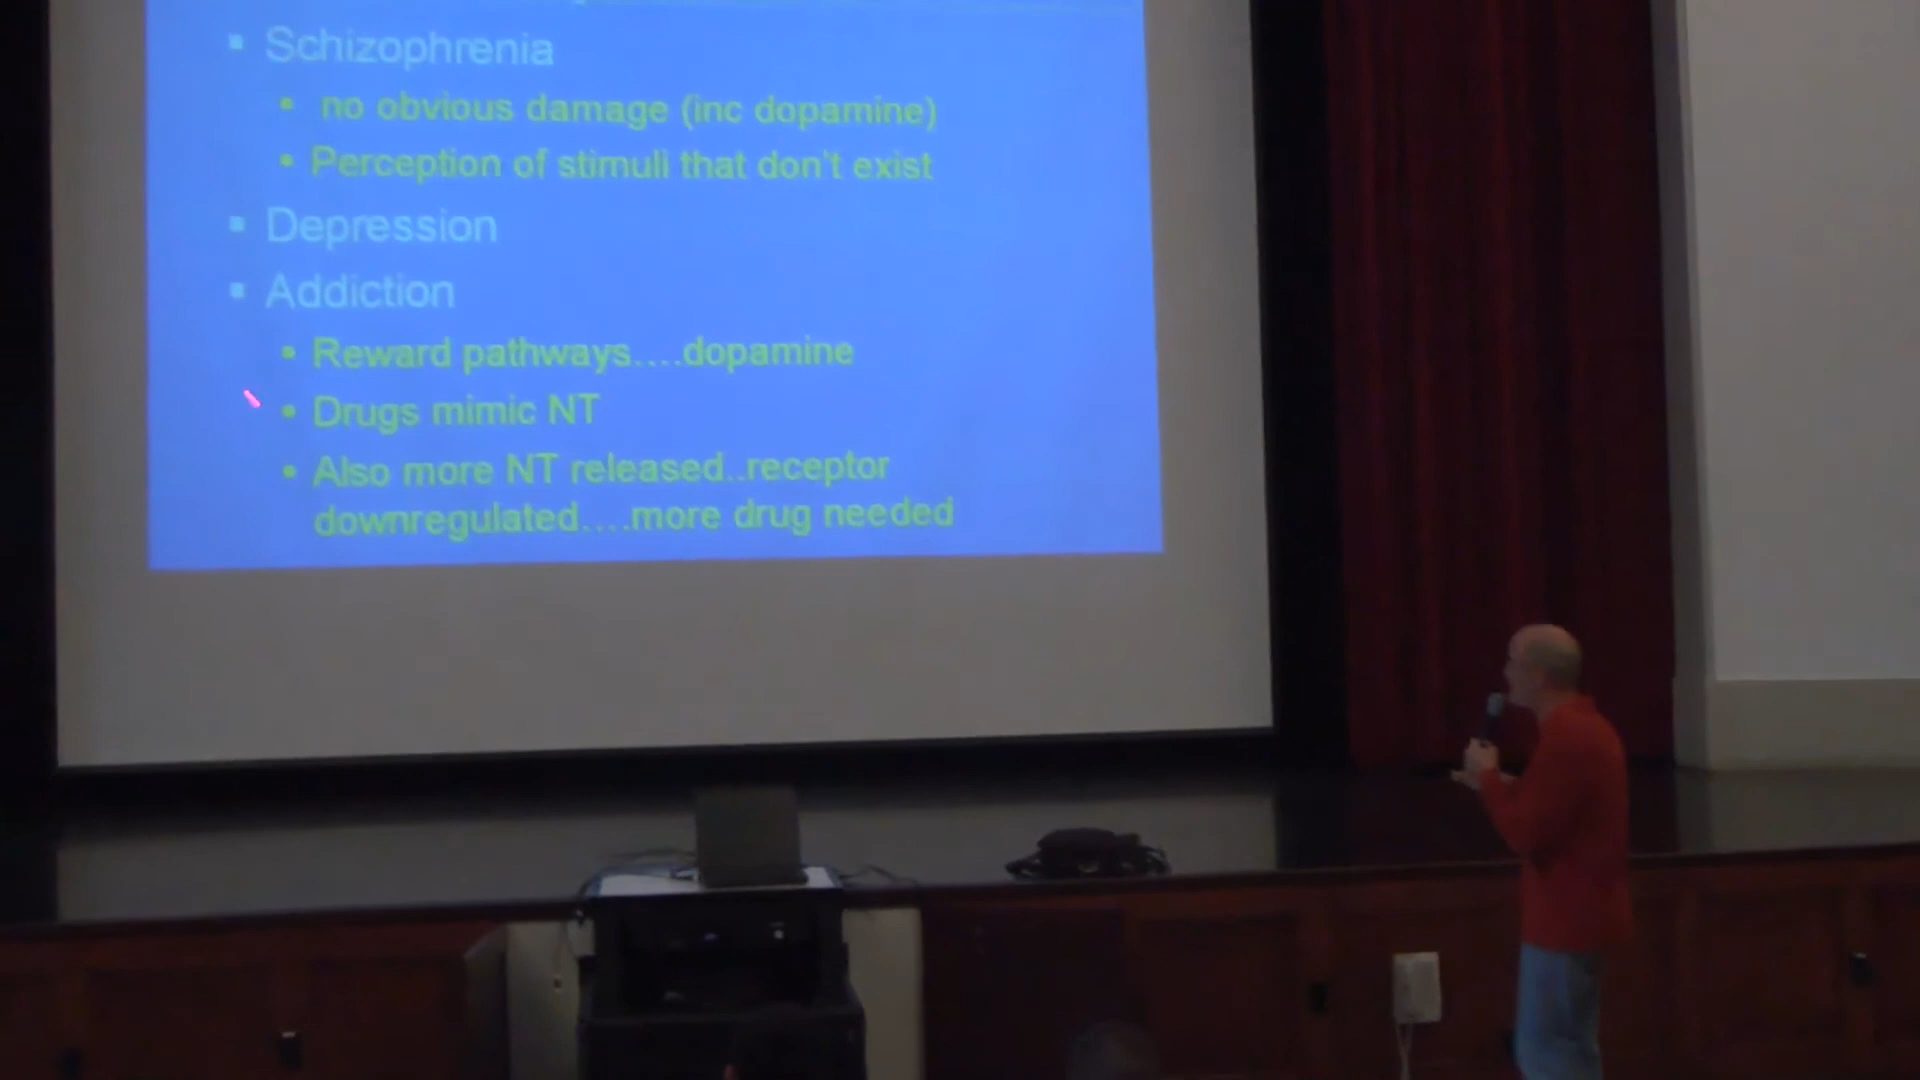 Schizophrenia
no obvious damage (inc dopamine)
Perception of stimuli that don't exist
Depression
Addiction
Reward pathways....dopamine
Drugs mimic NT
Also more NT released..receptor
downregulated....more drug needed